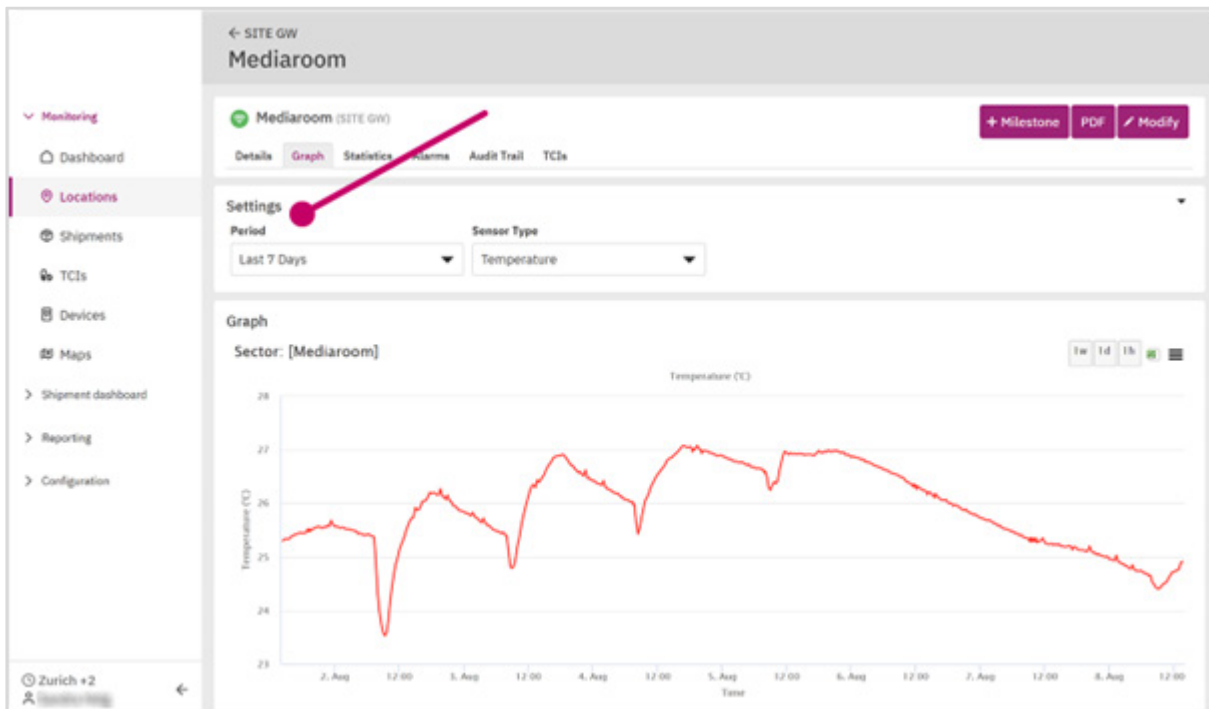 ← SITE GW
Mediaroom
Monitoring
Dashboard
Locations
Shipments
TCIs
Devices
Maps
Shipment dashboard
Reporting
Configuration
Zurich +2
Mediaroom (SITE GW)
+ Milestone PDF Modify
Details Graph Statistics Alarms Audit Trail TCIs
Settings
Period Sensor Type
Last 7 Days Temperature
Graph
Sector: [Mediaroom]
1w 1d 1h
Temperature (°C)
Temperature (°C)
28
27
26
25
24
23
2. Aug 12:00 3. Aug 12:00 4. Aug 12:00 5. Aug 12:00 6. Aug 12:00 7. Aug 12:00 8. Aug 12:00
Time